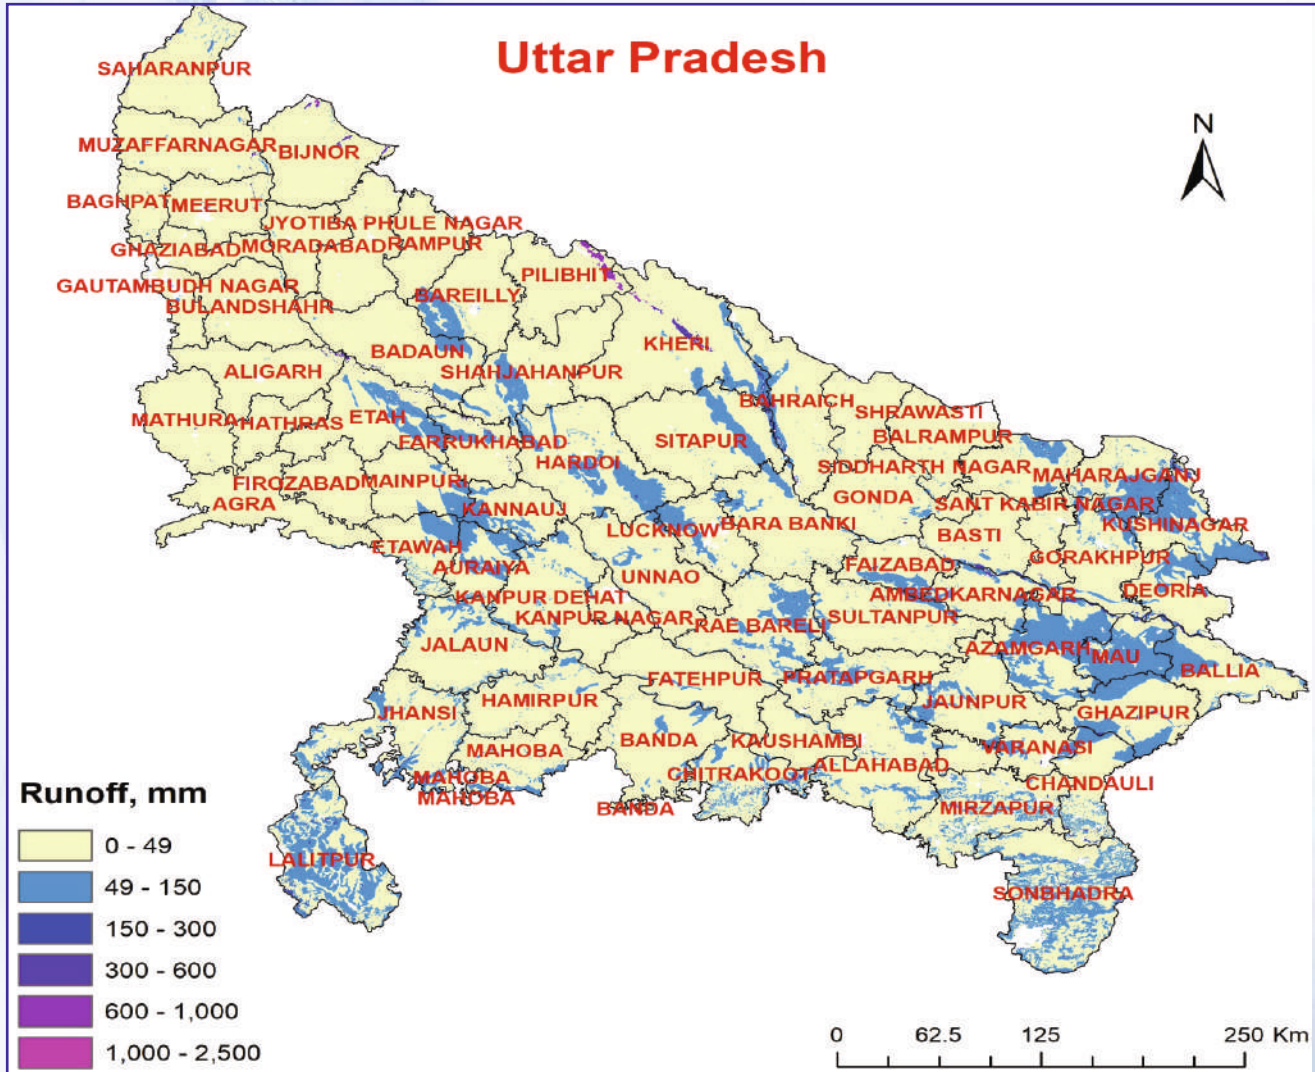 Uttar Pradesh
N
SAHARANPUR
MUZAFFARNAGAR
BIJNOR
BAGHPAT
MEERUT
JYOTIBA PHULE NAGAR
GHAZIABAD
MORADABAD
RAMPUR
PILIBHIT
GAUTAMBUDH NAGAR
BULANDSHAHR
BAREILLY
KHERI
BADAUN
SHAHJAHANPUR
ALIGARH
BAHRAICH
MATHURA
HATHRAS
ETAH
SHRAWASTI
FARRUKHABAD
SITAPUR
BALRAMPUR
HARDOI
SIDDHARTH NAGAR
MAHARAJGANJ
FIROZABAD
MAINPURI
AGRA
GONDA
SANT KABIR NAGAR
KANNAUJ
LUCKNOW
BARA BANKI
KUSHINAGAR
BASTI
ETAWAH
GORAKHPUR
AURAIYA
UNNAO
FAIZABAD
DEORIA
KANPUR DEHAT
AMBEDKARNAGAR
KANPUR NAGAR
RAE BARELI
SULTANPUR
JALAUN
AZAMGARH
MAU
BALLIA
FATEHPUR
PRATAPGARH
HAMIRPUR
JAUNPUR
JHANSI
GHAZIPUR
MAHOBA
BANDA
KAUSHAMBI
VARANASI
MAHOBA
CHITRAKOOT
ALLAHABAD
CHANDAULI
MAHOBA
BANDA
MIRZAPUR
LALITPUR
SONBHADRA
Runoff, mm
0 - 49
49 - 150
150 - 300
300 - 600
600 - 1,000
1,000 - 2,500
0 62.5 125 250 Km